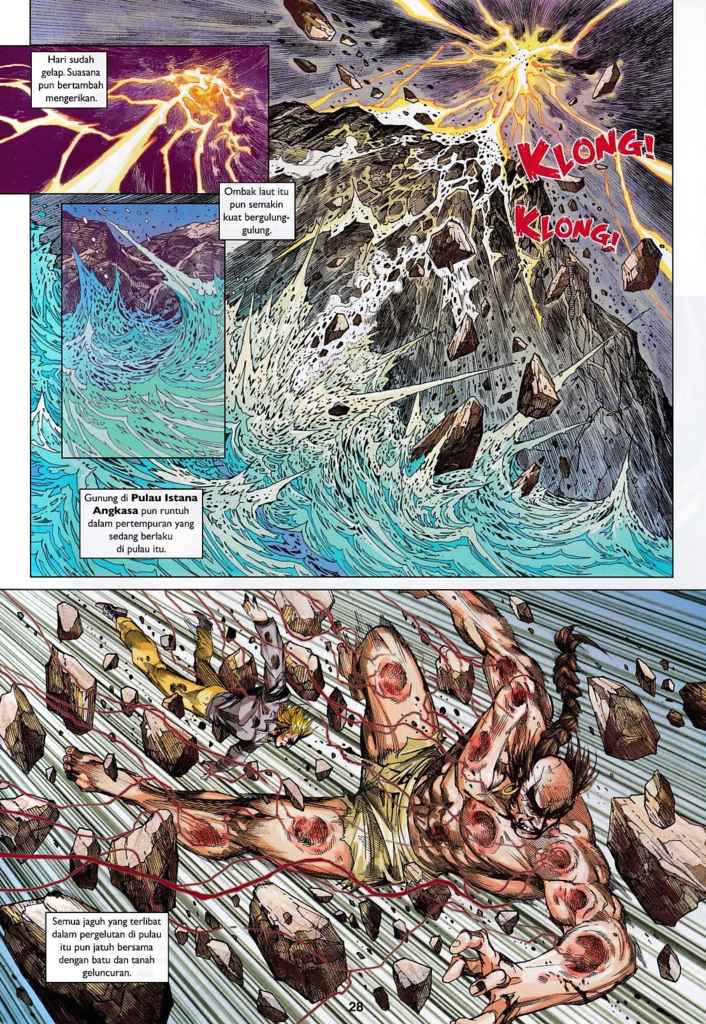 Hari sudah
gelap. Suasana
pun bertambah
mengerikan.
Ombak laut itu
pun semakin
kuat bergulung-
gulung.
KLONG!
KLONG!
Gunung di Pulau Istana
Angkasa pun runtuh
dalam pertempuran yang
sedang berlaku
di pulau itu.
Semua jaguh yang terlibat
dalam pergelutan di pulau
itu pun jatuh bersama
dengan batu dan tanah
geluncuran.
28